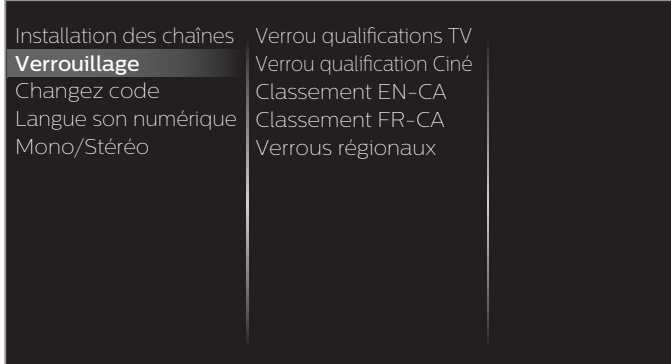 Installation des chaînes
Verrouillage
Changez code
Langue son numérique
Mono/Stéréo
Verrou qualifications TV
Verrou qualification Ciné
Classement EN-CA
Classement FR-CA
Verrous régionaux